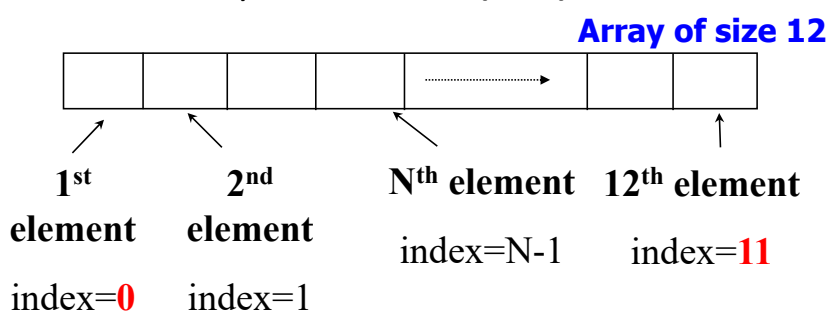 Array of size 12
1st element
index=0
2nd element
index=1
Nth element
index=N-1
12th element
index=11